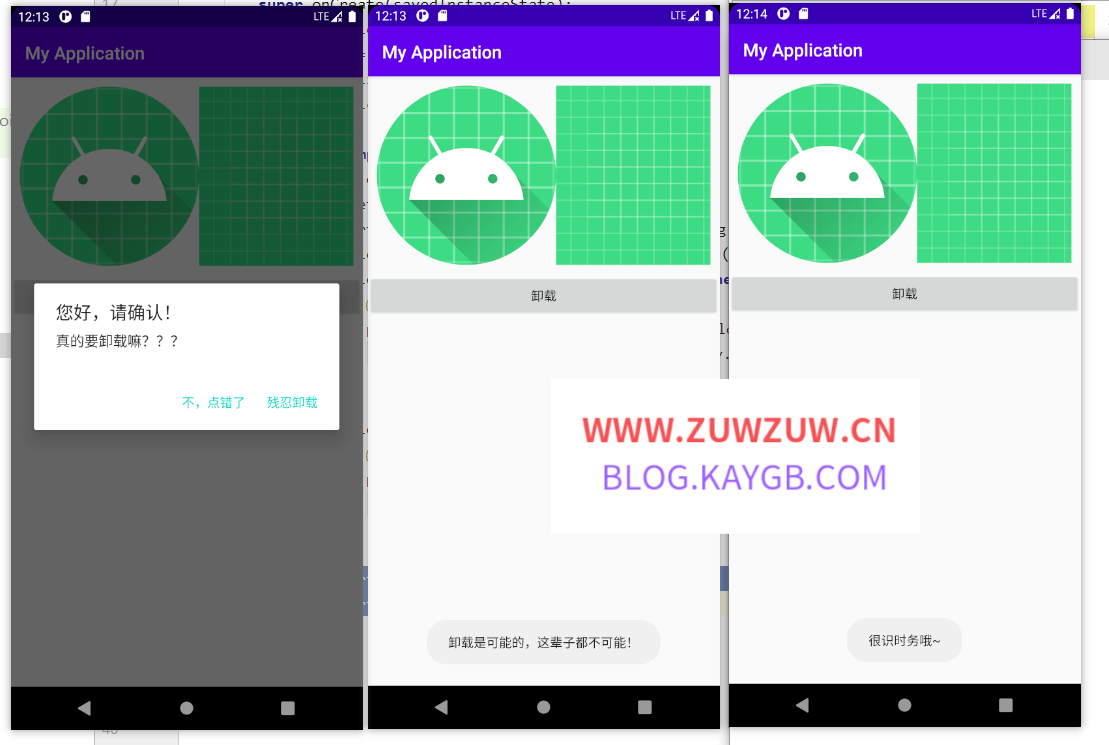 super.onCreate(savedInstanceState);
12:13
LTE
My Application
您好，请确认！
真的要卸载嘛？？？
不，点错了
残忍卸载
12:13
LTE
My Application
卸载
卸载是可能的，这辈子都不可能！
12:14
LTE
My Application
卸载
很识时务哦~
WWW.ZUWZUW.CN
BLOG.KAYGB.COM